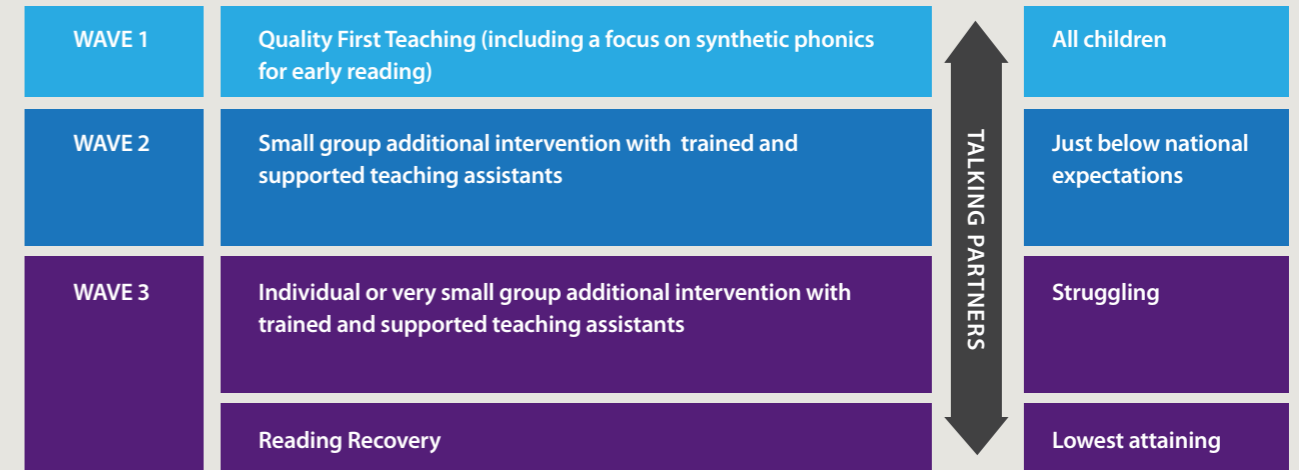 WAVE 1
Quality First Teaching (including a focus on synthetic phonics
for early reading)
All children
WAVE 2
Small group additional intervention with trained and
supported teaching assistants
Just below national
expectations
WAVE 3
Individual or very small group additional intervention with
trained and supported teaching assistants
Struggling
Reading Recovery
Lowest attaining
TALKING PARTNERS